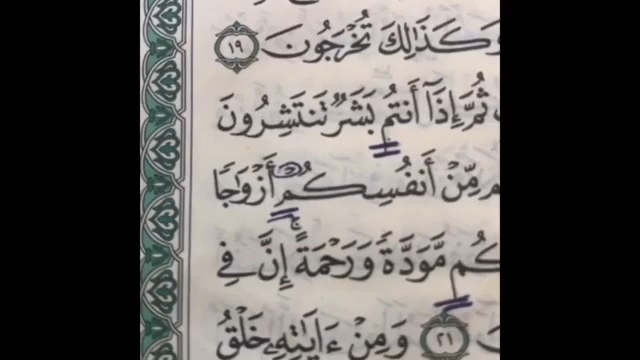 وَكَذَٰلِكَ تُخْرَجُونَ ١٩
ثُمَّ إِذَآ أَنتُم بَشَرٌ تَنتَشِرُونَ
مِّنْ أَنفُسِكُمْ أَزْوَٰجًا
كُم مَّوَدَّةً وَرَحْمَةً ۚ إِنَّ فِى
٢١ وَمِنْ ءَايَٰتِهِۦ خَلْقُ